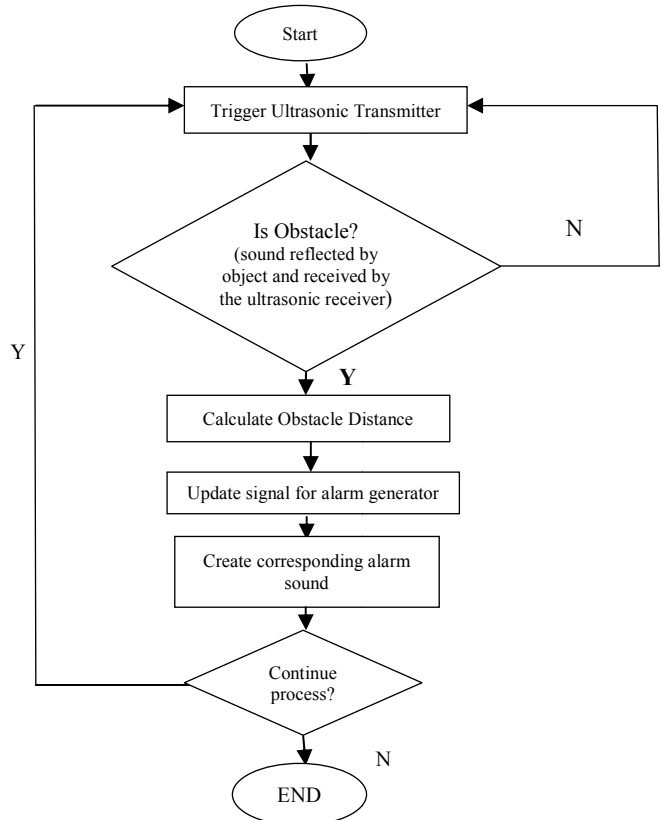 Start
Trigger Ultrasonic Transmitter
Is Obstacle?
(sound reflected by
object and received by
the ultrasonic receiver)
N
Y
Y
Calculate Obstacle Distance
Update signal for alarm generator
Create corresponding alarm
sound
Continue
process?
N
END